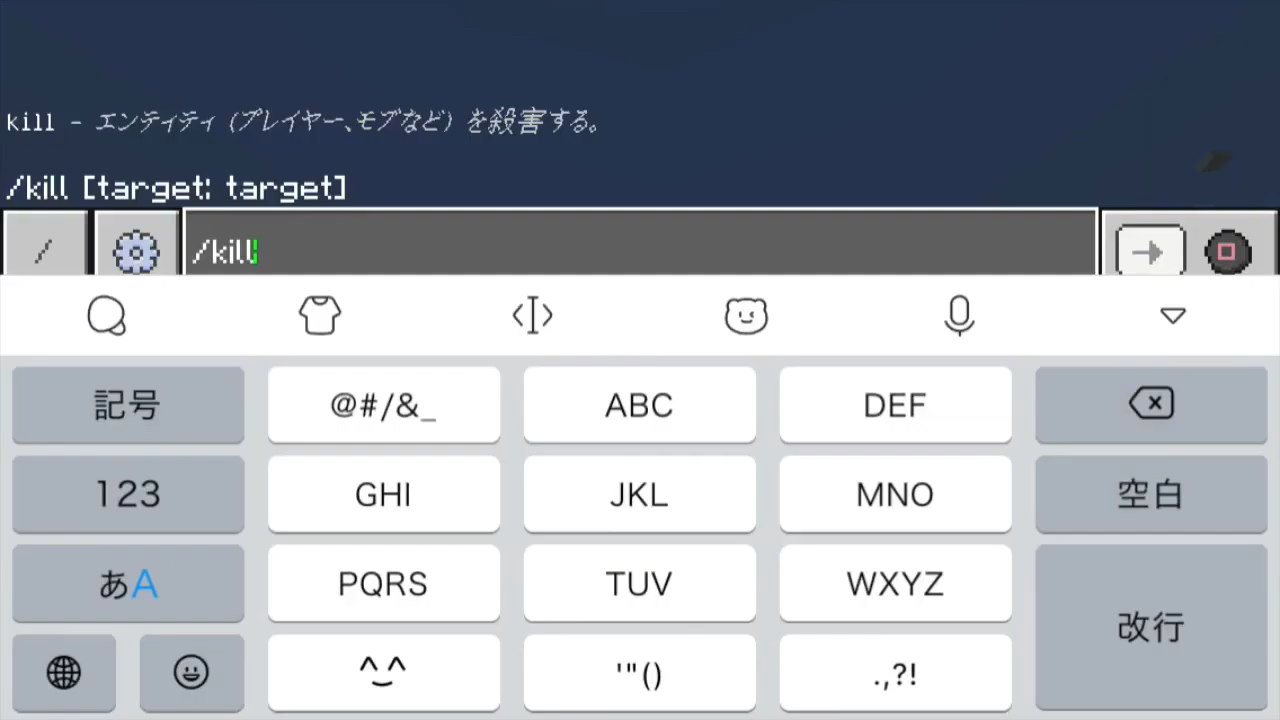 kill - エンティティ（プレイヤー、モブなど）を殺害する。
/kill [target: target]
/
/kill
記号
@#/&_
ABC
DEF
123
GHI
JKL
MNO
空白
あA
PQRS
TUV
WXYZ
改行
^_^
'"()
.,?!